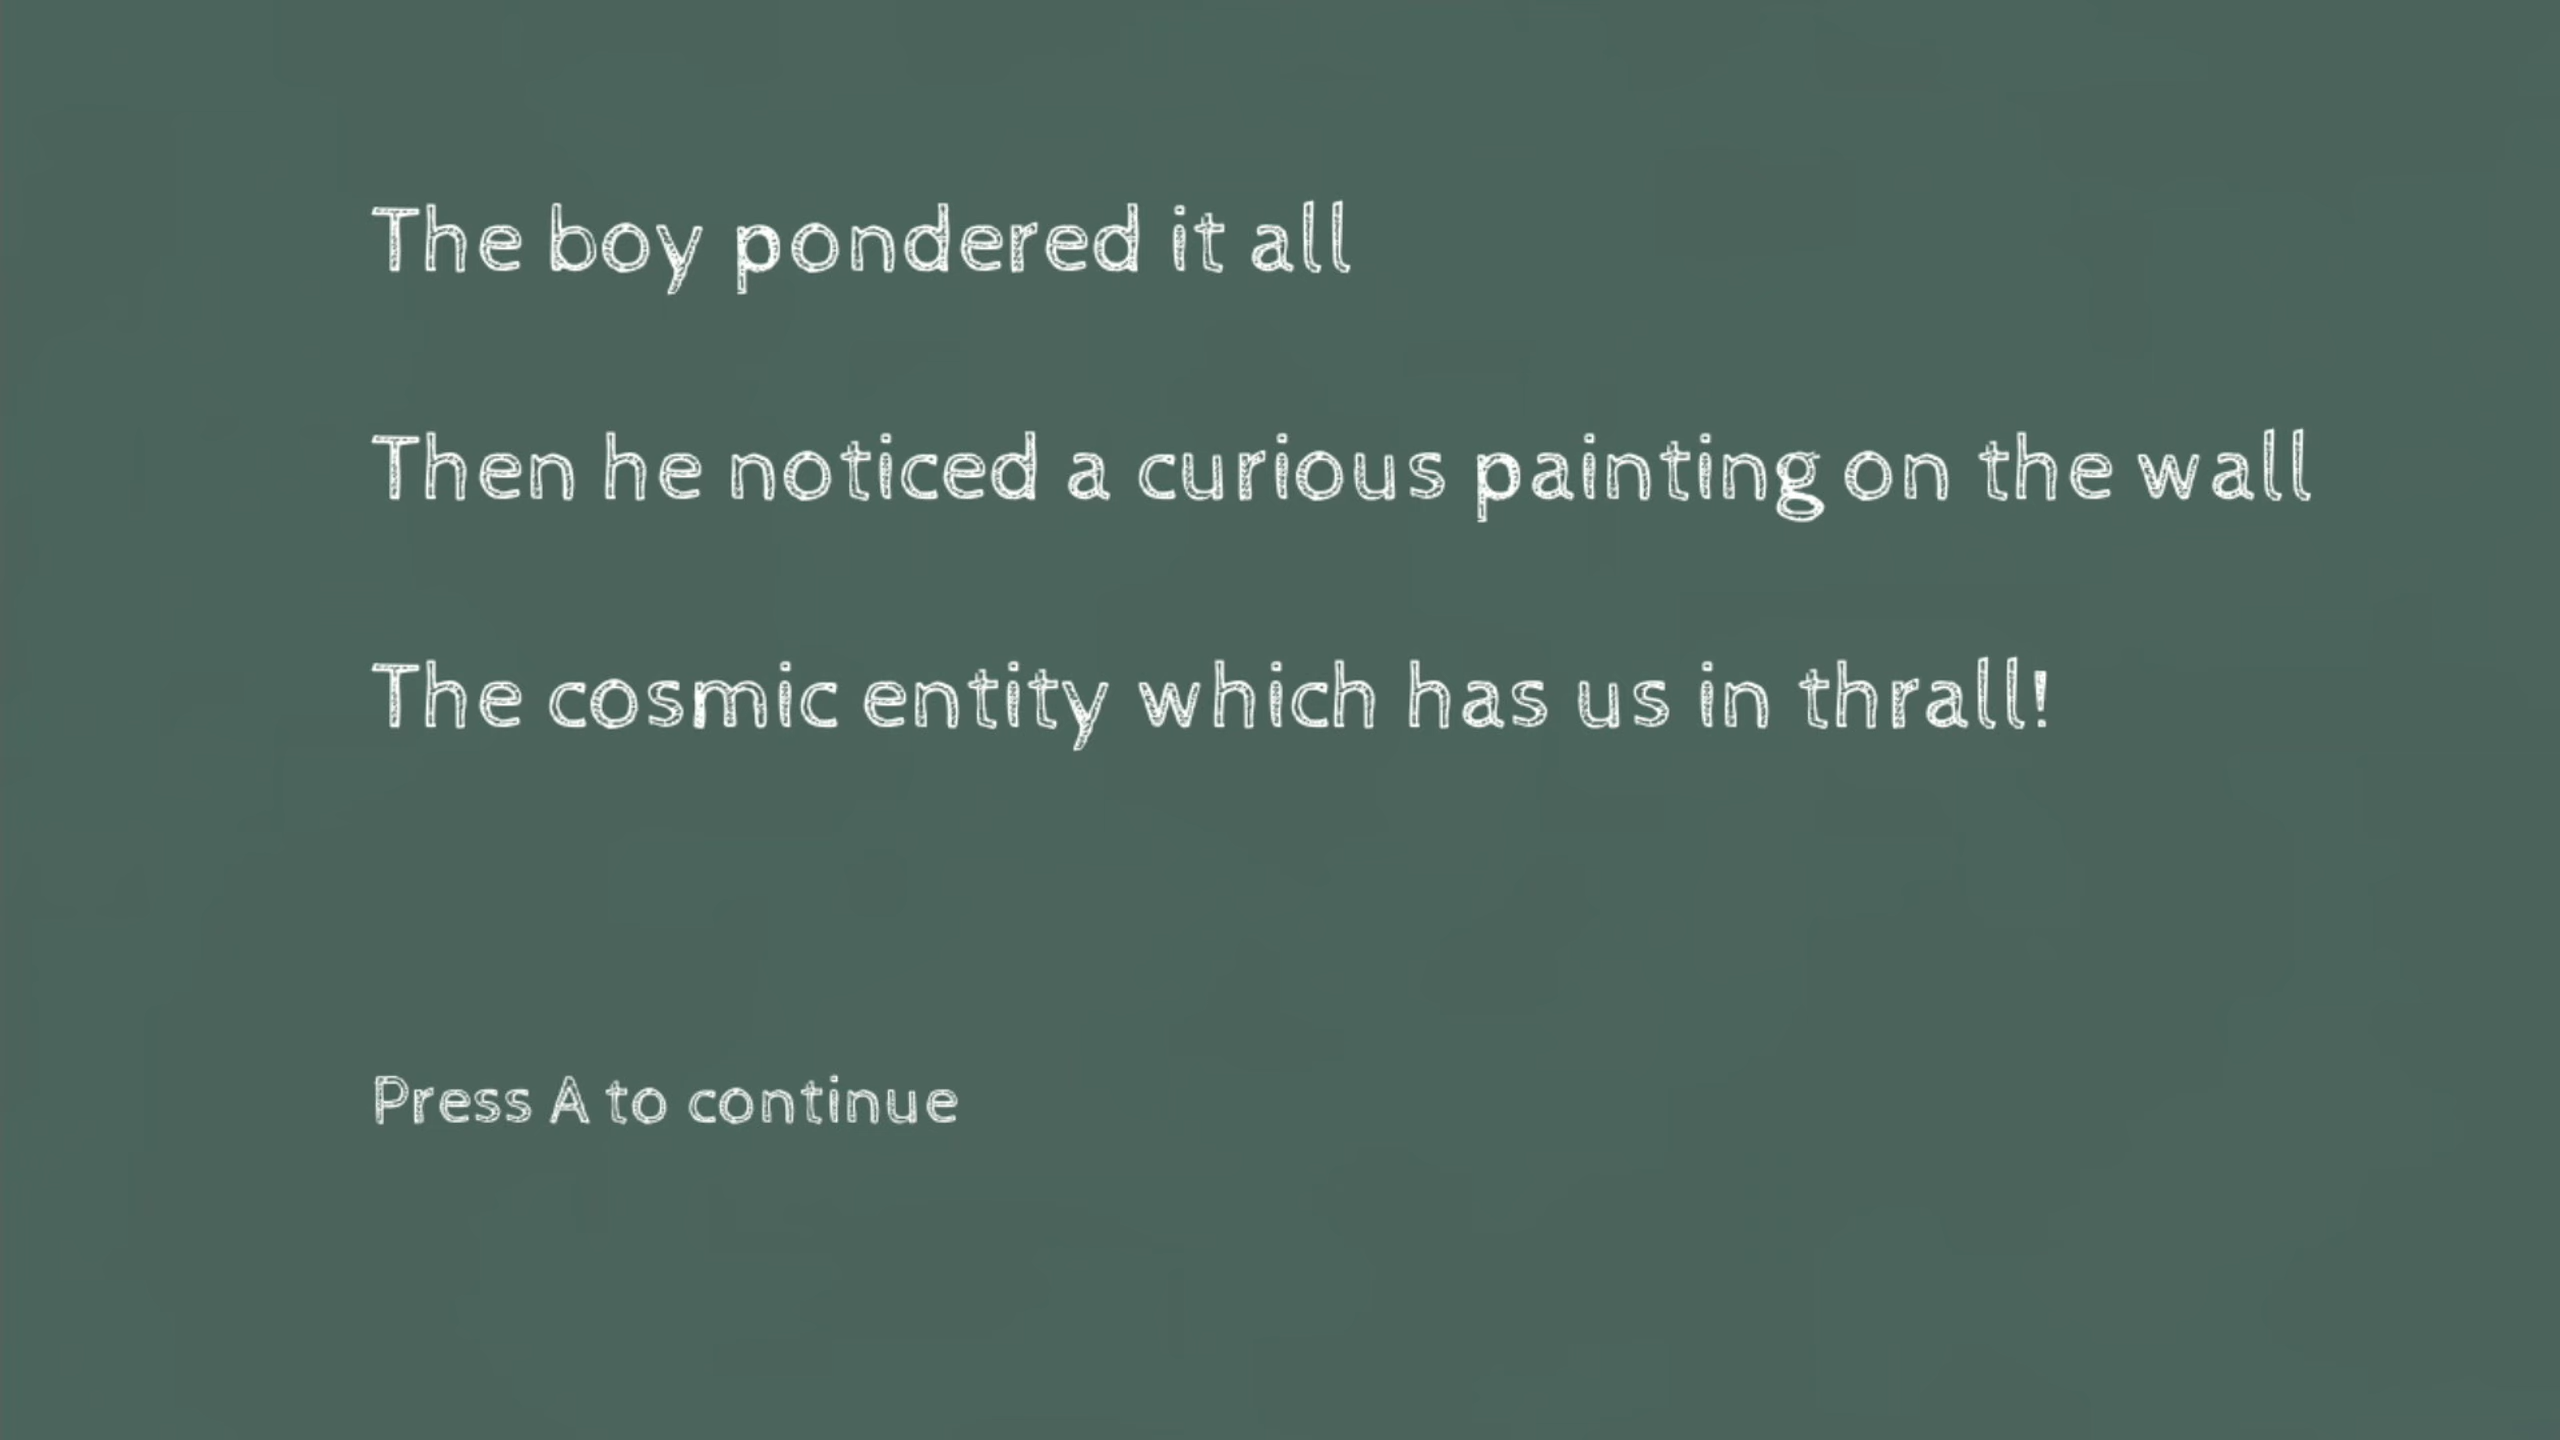 The boy pondered it all
Then he noticed a curious painting on the wall
The cosmic entity which has us in thrall!
Press A to continue